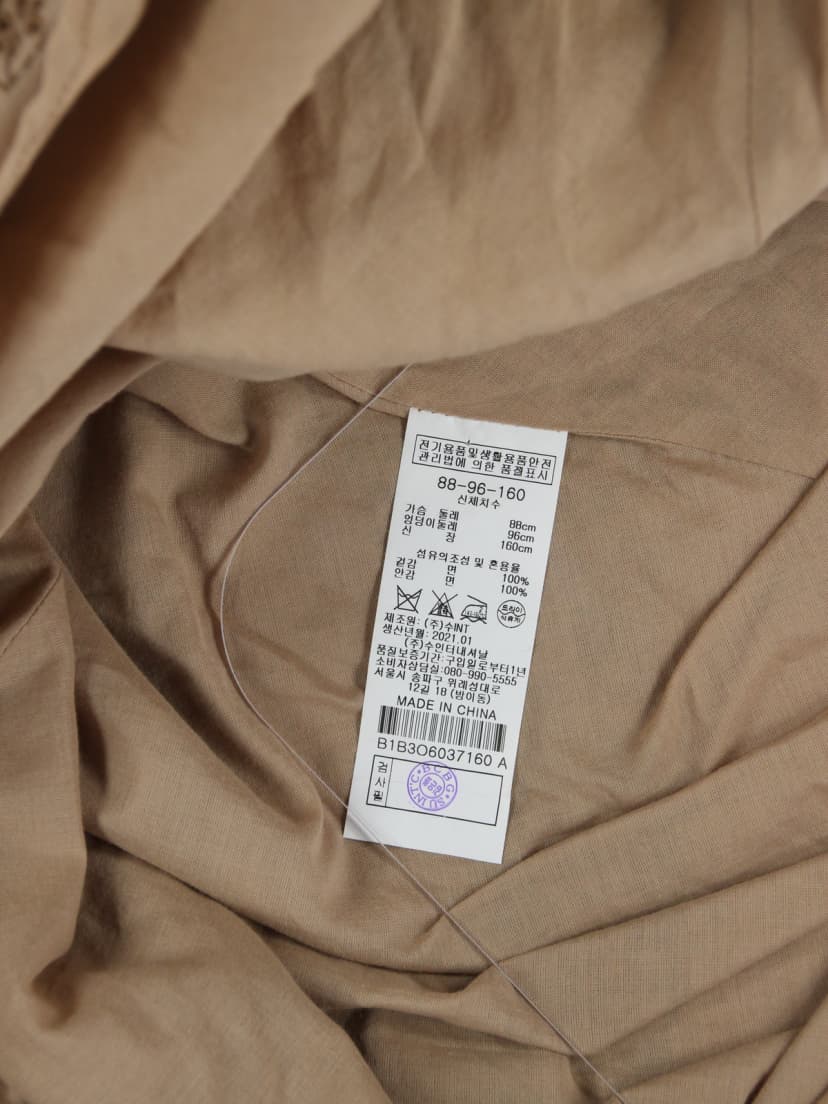 전기용품및생활용품안전
관리법에 의한 품질표시
88-96-160
신체치수
가슴 둘레 88cm
엉덩이둘레 96cm
신 장 160cm
섬유의조성 및 혼용율
겉감 면 100%
안감 면 100%
드라이
제조원: (주)수INT
생산년월: 2021.01
(주)수인터내셔날
품질보증기간: 구입일로부터1년
소비자상담실: 080-990-5555
서울시 송파구 위례성대로
12길 18 (방이동)
MADE IN CHINA
B1B3O6037160 A
검사필
B.C.B.G
SU INT'C